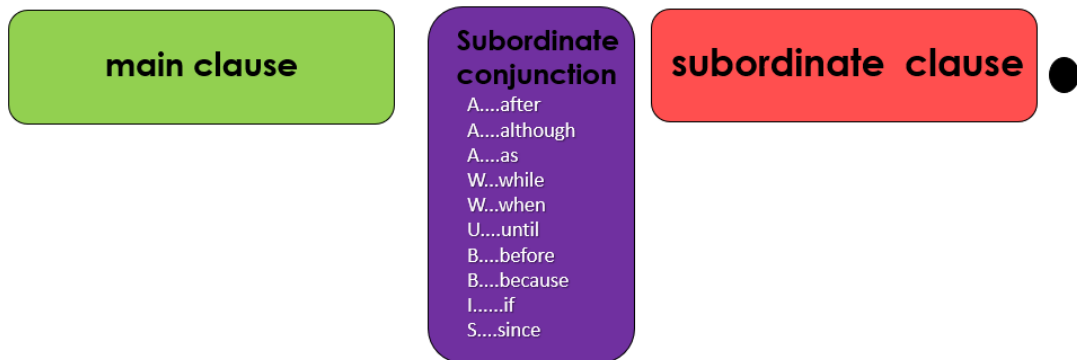 main clause
Subordinate
conjunction
A....after
A....although
A....as
W...while
W...when
U....until
B....before
B....because
I......if
S....since
subordinate  clause